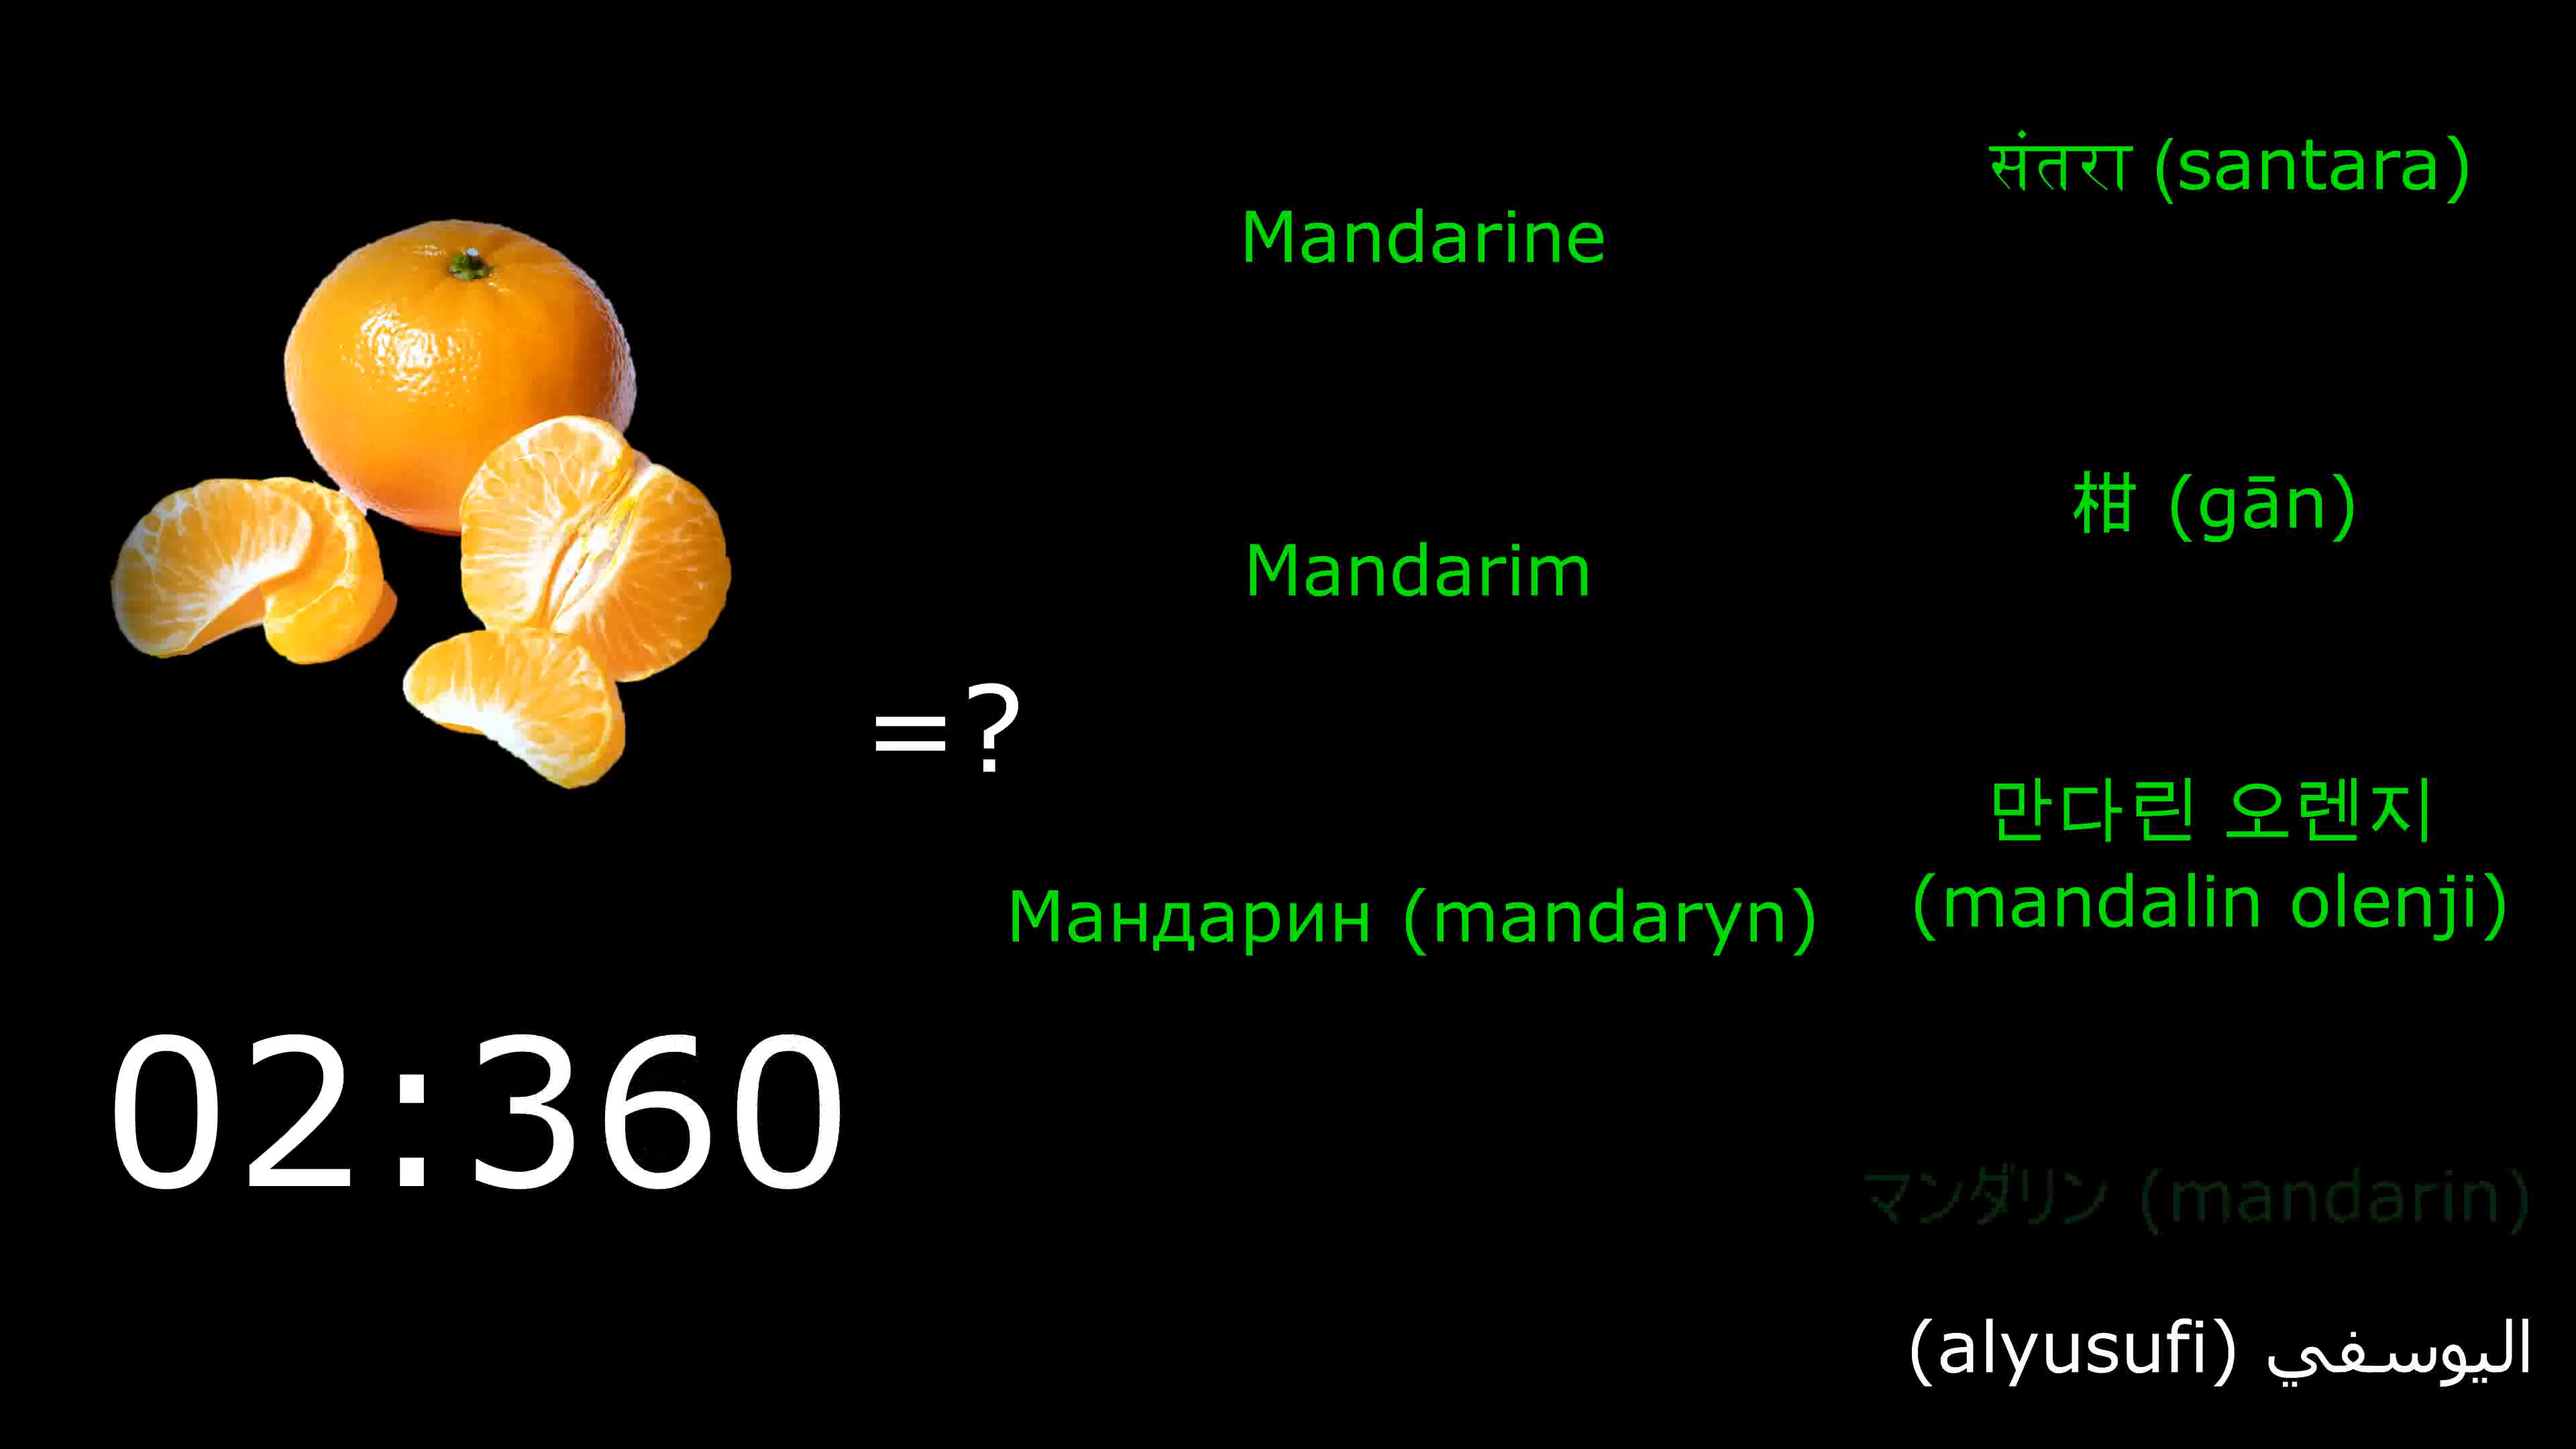 Mandarine
Mandarim
=?
Мандарин (mandaryn)
02:360
संतरा (santara)
柑 (gān)
만다린 오렌지
(mandalin olenji)
マンダリン (mandarin)
اليوسفي (alyusufi)